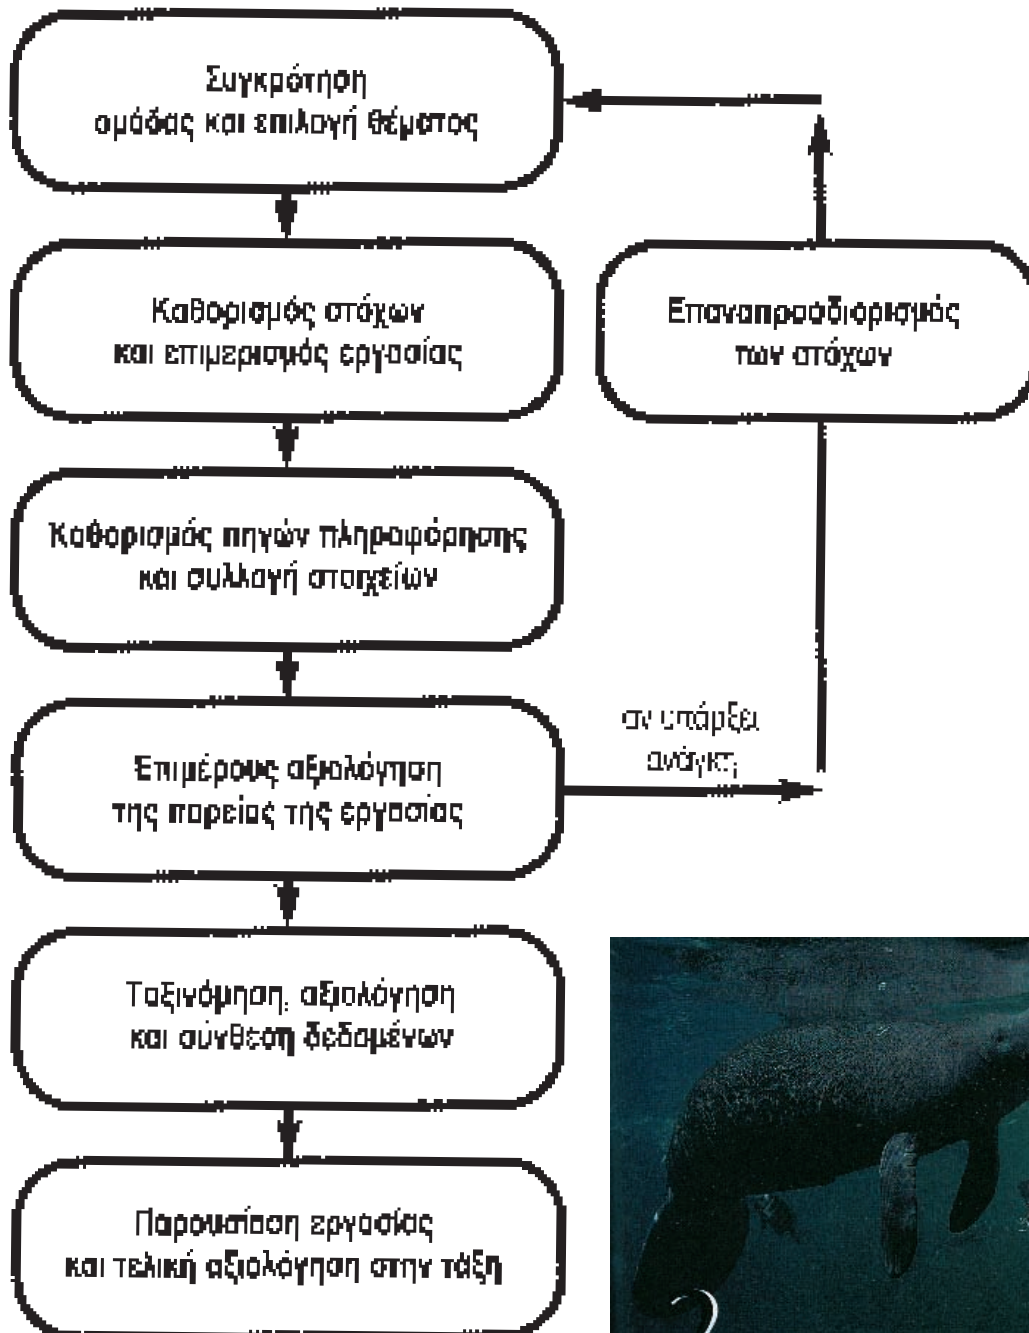 Συγκρότηση
ομάδας και επιλογή θέματος
Καθορισμός στόχων
και επιμερισμός εργασίας
Επαναπροσδιορισμός
των στόχων
Καθορισμός πηγών πληροφόρησης
και συλλογή στοιχείων
Επιμέρους αξιολόγηση
της πορείας της εργασίας
αν υπάρξει
ανάγκη
Ταξινόμηση, αξιολόγηση
και σύνθεση δεδομένων
Παρουσίαση εργασίας
και τελική αξιολόγηση στην τάξη